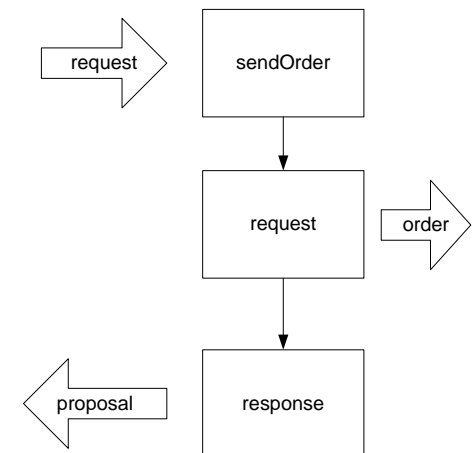 request
sendOrder
request
order
proposal
response